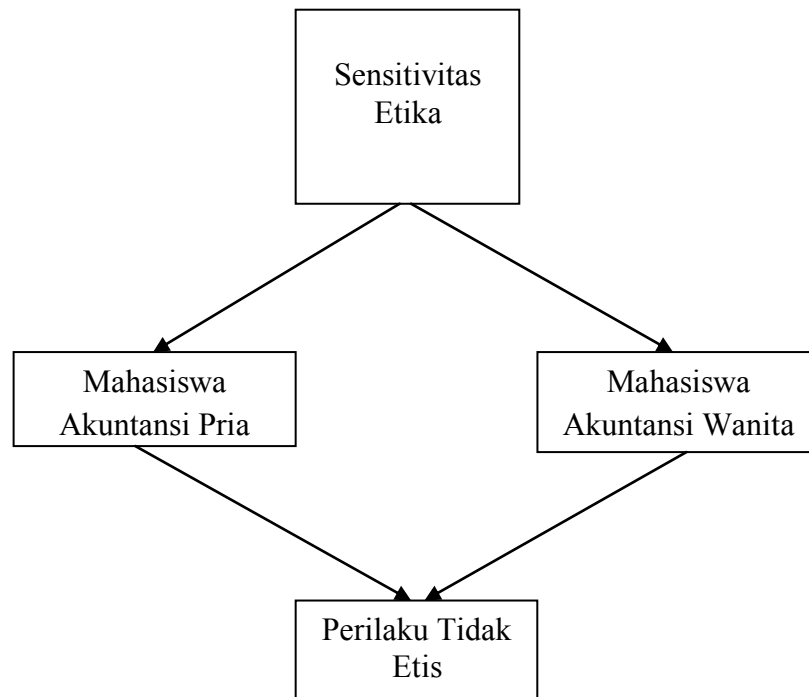 Sensitivitas
Etika
Mahasiswa
Akuntansi Pria
Mahasiswa
Akuntansi Wanita
Perilaku Tidak
Etis